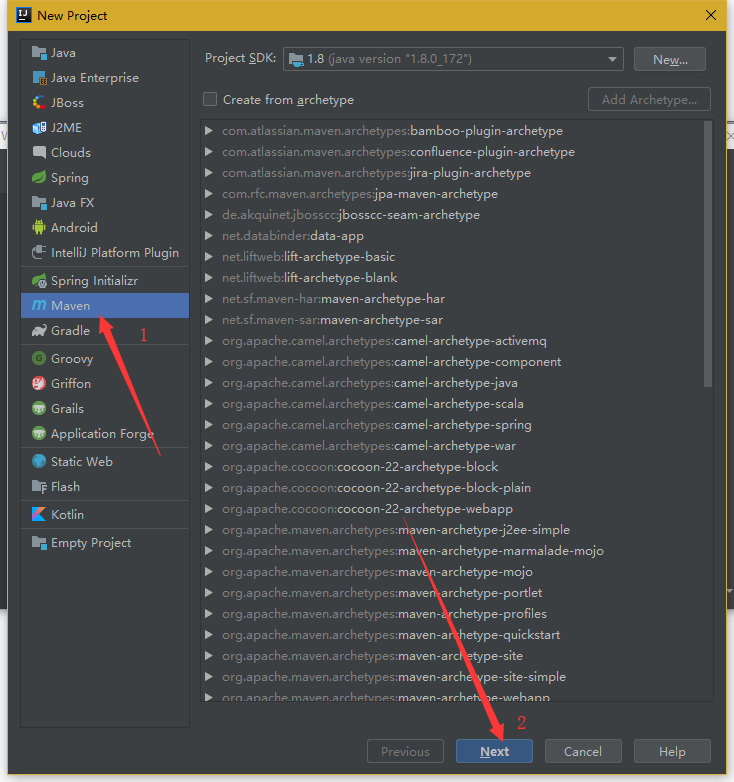 New Project
Java
Java Enterprise
JBoss
J2ME
Clouds
Spring
Java FX
Android
IntelliJ Platform Plugin
Spring Initializr
Maven
Gradle
Groovy
Griffon
Grails
Application Forge
Static Web
Flash
Kotlin
Empty Project
1
Project SDK: 1.8 (java version "1.8.0_172") New...
Create from archetype Add Archetype...
com.atlassian.maven.archetypes:bamboo-plugin-archetype
com.atlassian.maven.archetypes:confluence-plugin-archetype
com.atlassian.maven.archetypes:jira-plugin-archetype
com.rfc.maven.archetypes:jpa-maven-archetype
de.akquinet.jbosscc:jbosscc-seam-archetype
net.databinder:data-app
net.liftweb:lift-archetype-basic
net.liftweb:lift-archetype-blank
net.sf.maven-har:maven-archetype-har
net.sf.maven-sar:maven-archetype-sar
org.apache.camel.archetypes:camel-archetype-activemq
org.apache.camel.archetypes:camel-archetype-component
org.apache.camel.archetypes:camel-archetype-java
org.apache.camel.archetypes:camel-archetype-scala
org.apache.camel.archetypes:camel-archetype-spring
org.apache.camel.archetypes:camel-archetype-war
org.apache.cocoon:cocoon-22-archetype-block
org.apache.cocoon:cocoon-22-archetype-block-plain
org.apache.cocoon:cocoon-22-archetype-webapp
org.apache.maven.archetypes:maven-archetype-j2ee-simple
org.apache.maven.archetypes:maven-archetype-marmalade-mojo
org.apache.maven.archetypes:maven-archetype-mojo
org.apache.maven.archetypes:maven-archetype-portlet
org.apache.maven.archetypes:maven-archetype-profiles
org.apache.maven.archetypes:maven-archetype-quickstart
org.apache.maven.archetypes:maven-archetype-site
org.apache.maven.archetypes:maven-archetype-site-simple
org.apache.maven.archetypes:maven-archetype-webapp
2
Previous Next Cancel Help